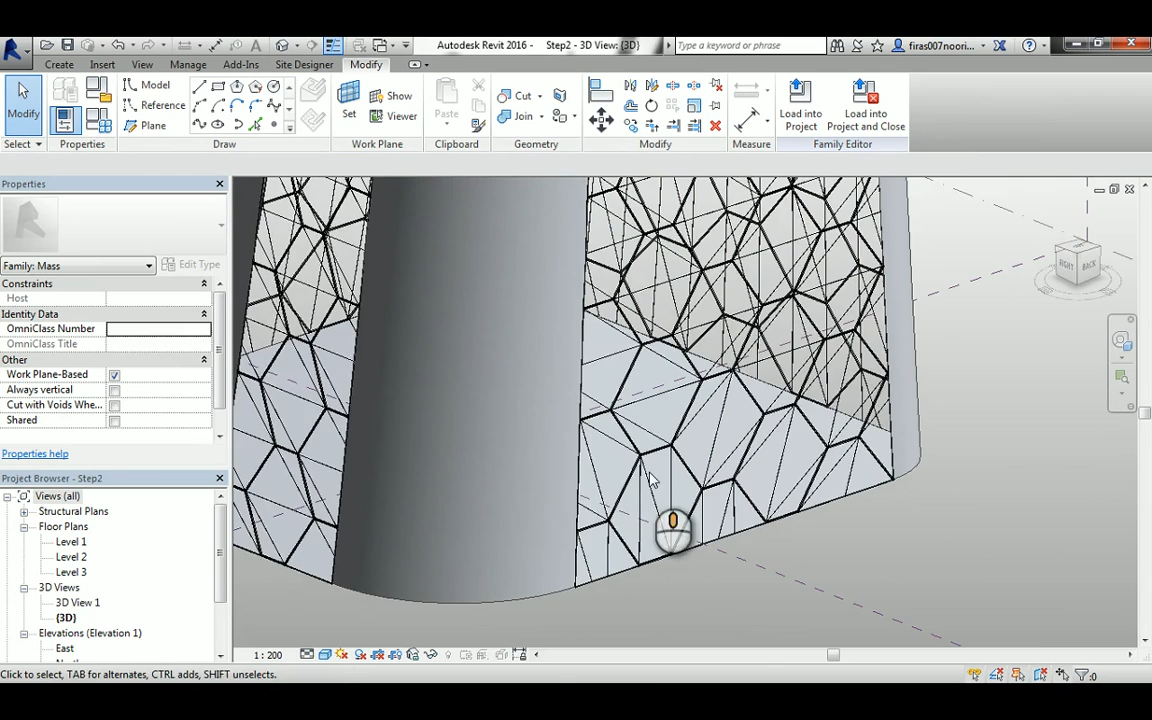 Autodesk Revit 2016 - Step2 - 3D View: {3D}
Type a keyword or phrase
firas007noori...
Create Insert View Manage Add-Ins Site Designer Modify
Modify
Model
Reference
Plane
Set
Show
Viewer
Paste
Cut
Join
Load into Project
Load into Project and Close
Select Properties Draw Work Plane Clipboard Geometry Modify Measure Family Editor
Properties
Family: Mass
Edit Type
Constraints
Host
Identity Data
OmniClass Number
OmniClass Title
Other
Work Plane-Based
Always vertical
Cut with Voids Whe...
Shared
Properties help
Project Browser - Step2
Views (all)
Structural Plans
Floor Plans
Level 1
Level 2
Level 3
3D Views
3D View 1
{3D}
Elevations (Elevation 1)
East
RIGHT
BACK
1 : 200
Click to select, TAB for alternates, CTRL adds, SHIFT unselects.
:0